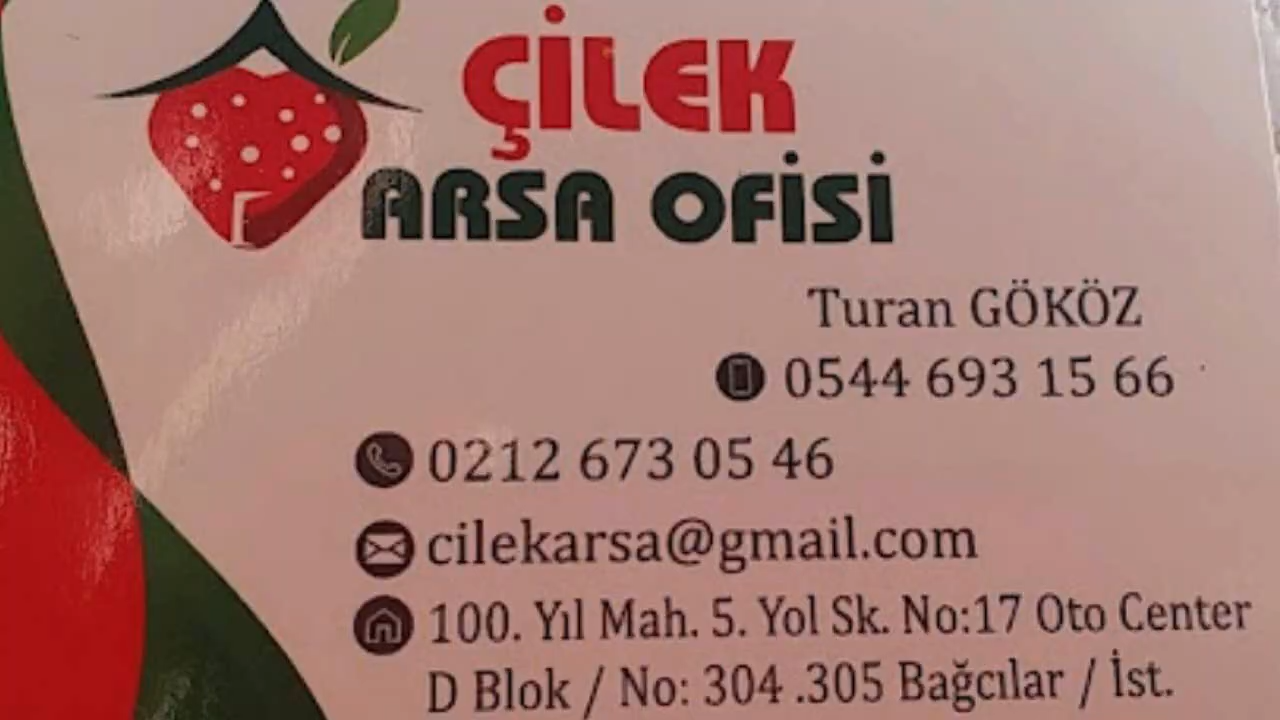 ÇİLEK
ARSA OFİSİ
Turan GÖKÖZ
0544 693 15 66
0212 673 05 46
cilekarsa@gmail.com
100. Yıl Mah. 5. Yol Sk. No:17 Oto Center
D Blok / No: 304 .305 Bağcılar / İst.